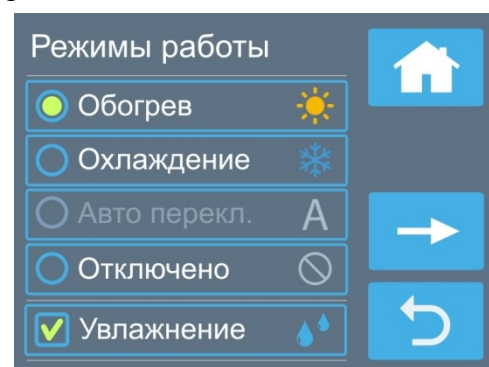 Режимы работы
Обогрев
Охлаждение
Авто перекл. A
Отключено
Увлажнение